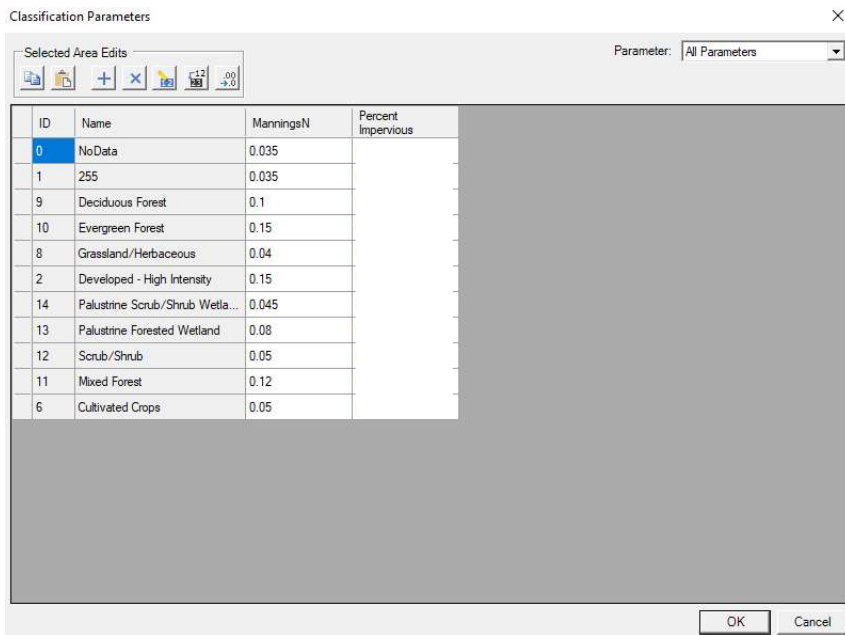 Classification Parameters
Selected Area Edits
Parameter: All Parameters
ID Name ManningsN Percent Impervious
0 NoData 0.035
1 255 0.035
9 Deciduous Forest 0.1
10 Evergreen Forest 0.15
8 Grassland/Herbaceous 0.04
2 Developed - High Intensity 0.15
14 Palustrine Scrub/Shrub Wetla... 0.045
13 Palustrine Forested Wetland 0.08
12 Scrub/Shrub 0.05
11 Mixed Forest 0.12
6 Cultivated Crops 0.05
OK Cancel